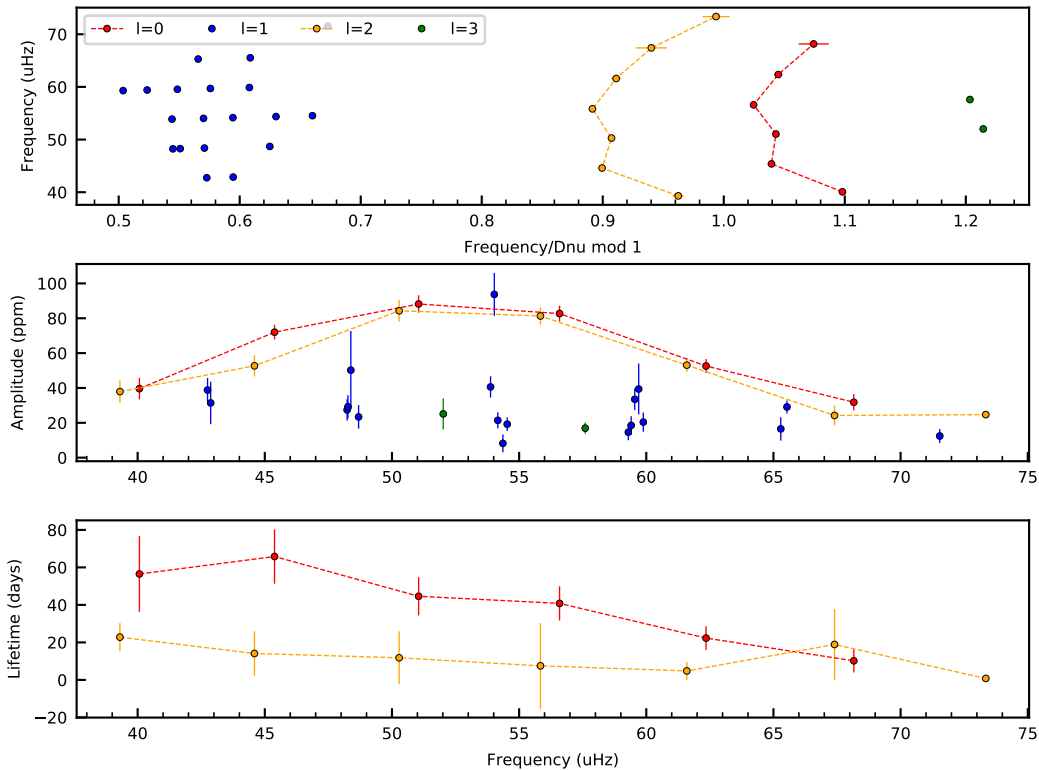 l=0 l=1 l=2 l=3
Frequency (uHz)
70
60
50
40
0.5 0.6 0.7 0.8 0.9 1.0 1.1 1.2
Frequency/Dnu mod 1
Amplitude (ppm)
100
80
60
40
20
0
40 45 50 55 60 65 70 75
Lifetime (days)
80
60
40
20
0
−20
40 45 50 55 60 65 70 75
Frequency (uHz)